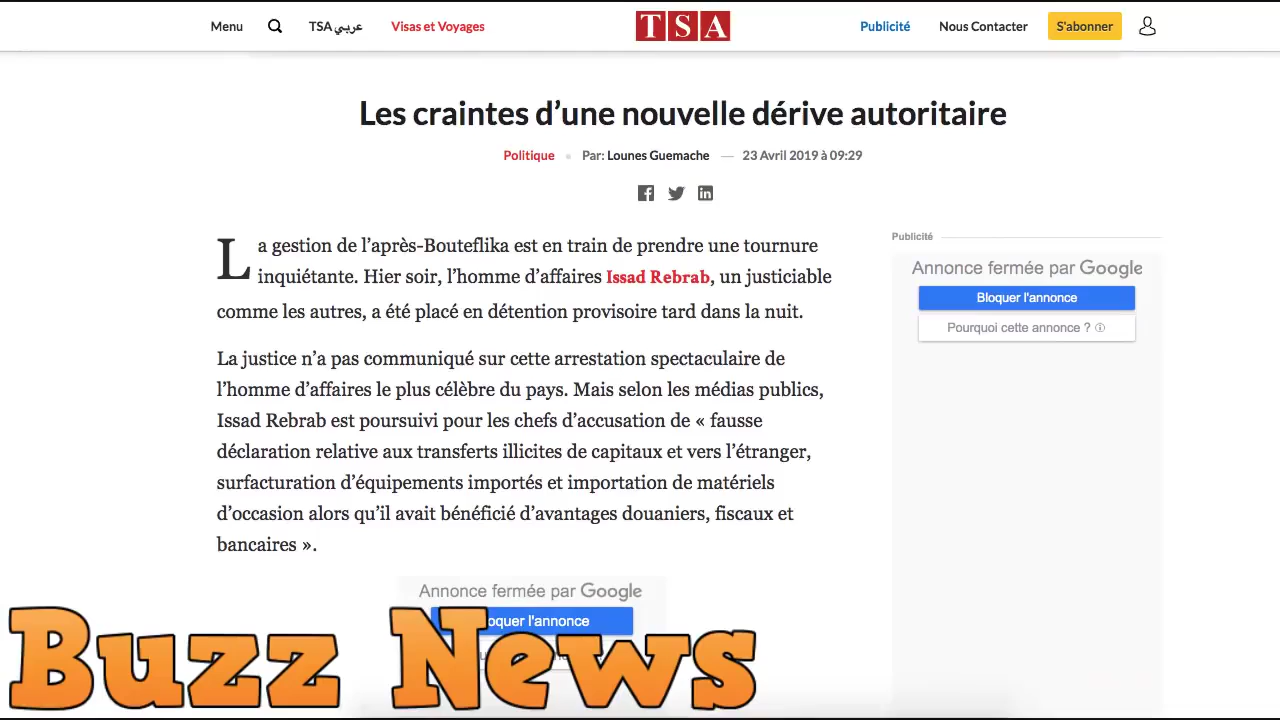 Menu TSA عربي Visas et Voyages TSA Publicité Nous Contacter S'abonner
Les craintes d’une nouvelle dérive autoritaire
Politique Par: Lounes Guemache — 23 Avril 2019 à 09:29
La gestion de l’après-Bouteflika est en train de prendre une tournure
inquiétante. Hier soir, l’homme d’affaires Issad Rebrab, un justiciable
comme les autres, a été placé en détention provisoire tard dans la nuit.
La justice n’a pas communiqué sur cette arrestation spectaculaire de
l’homme d’affaires le plus célèbre du pays. Mais selon les médias publics,
Issad Rebrab est poursuivi pour les chefs d’accusation de « fausse
déclaration relative aux transferts illicites de capitaux et vers l’étranger,
surfacturation d’équipements importés et importation de matériels
d’occasion alors qu’il avait bénéficié d’avantages douaniers, fiscaux et
bancaires ».
Publicité
Annonce fermée par Google
Bloquer l'annonce
Pourquoi cette annonce ?
Annonce fermée par Google
oquer l'annonce
Buzz News